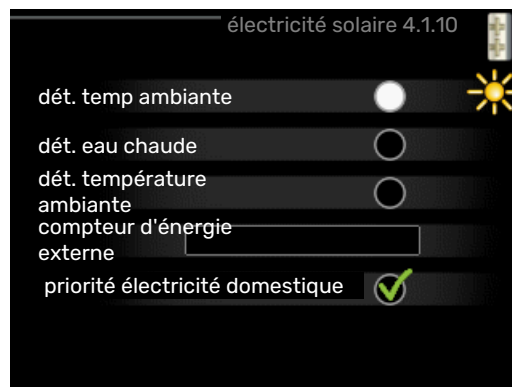 électricité solaire 4.1.10
dét. temp ambiante
dét. eau chaude
dét. température
ambiante
compteur d'énergie
externe
priorité électricité domestique